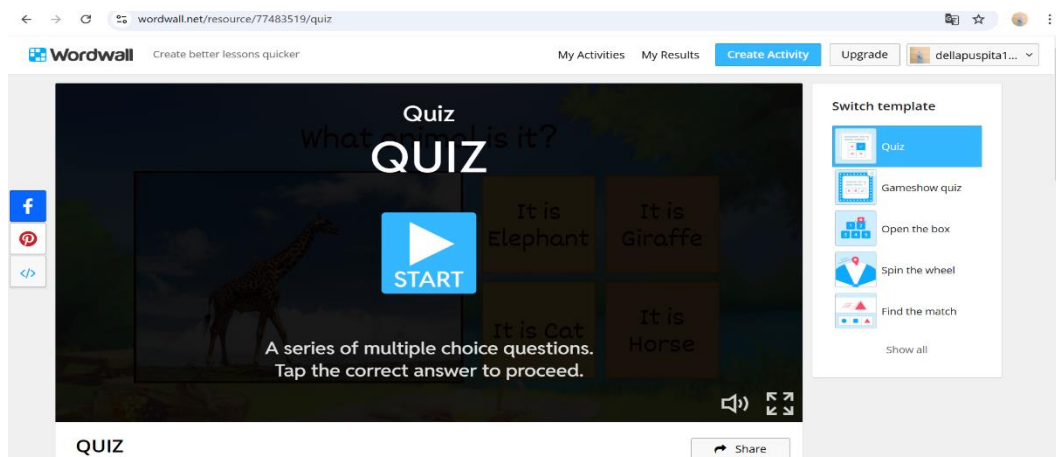 wordwall.net/resource/77483519/quiz
Wordwall
Create better lessons quicker
My Activities
My Results
Create Activity
Upgrade
dellapuspita1...
Quiz
What animal is it?
QUIZ
START
It is
Elephant
It is
Giraffe
It is Cat
It is
Horse
A series of multiple choice questions.
Tap the correct answer to proceed.
Switch template
Quiz
Gameshow quiz
Open the box
Spin the wheel
Find the match
Show all
QUIZ
Share